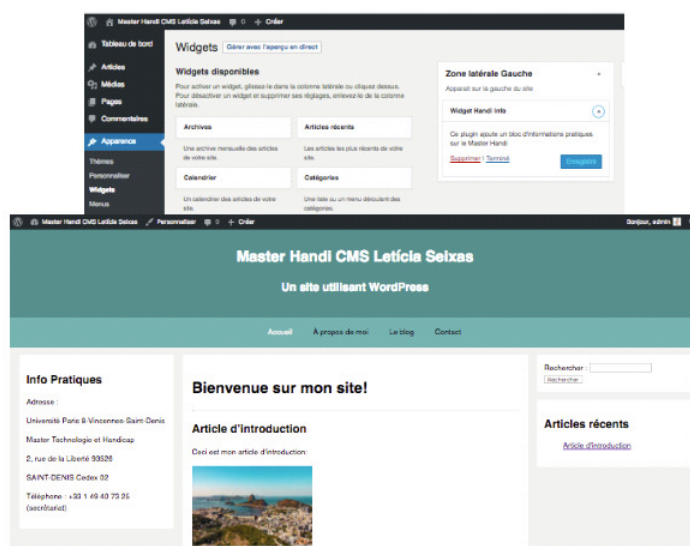 Master Handi CMS Letícia Seixas 0 + Créer
Tableau de bord
Articles
Médias
Pages
Commentaires
Apparence
Thèmes
Personnaliser
Widgets
Menus
Widgets Gérer avec l'aperçu en direct
Widgets disponibles
Pour activer un widget, glissez-le dans la colonne latérale ou cliquez dessus.
Pour désactiver un widget et supprimer ses réglages, enlevez-le de la colonne
latérale.
Archives
Une archive mensuelle des articles
de votre site.
Articles récents
Les articles les plus récents de votre
site.
Calendrier
Un calendrier des articles de votre
site.
Catégories
Une liste ou un menu déroulant des
catégories.
Zone latérale Gauche
Apparait sur la gauche du site
Widget Handi Info
Ce plugin ajoute un bloc d'informations pratiques
sur le Master Handi
Supprimer | Terminé
Enregistré
Master Handi CMS Letícia Seixas Personnaliser 0 + Créer Bonjour, admin
Master Handi CMS Letícia Seixas
Un site utilisant WordPress
Accueil À propos de moi Le blog Contact
Info Pratiques
Adresse :
Université Paris 8-Vincennes-Saint-Denis
Master Technologie et Handicap
2, rue de la Liberté 93526
SAINT-DENIS Cedex 02
Téléphone : +33 1 49 40 73 25
(secrétariat)
Bienvenue sur mon site!
Article d'introduction
Ceci est mon article d'introduction:
Rechercher :
Rechercher
Articles récents
Article d'introduction